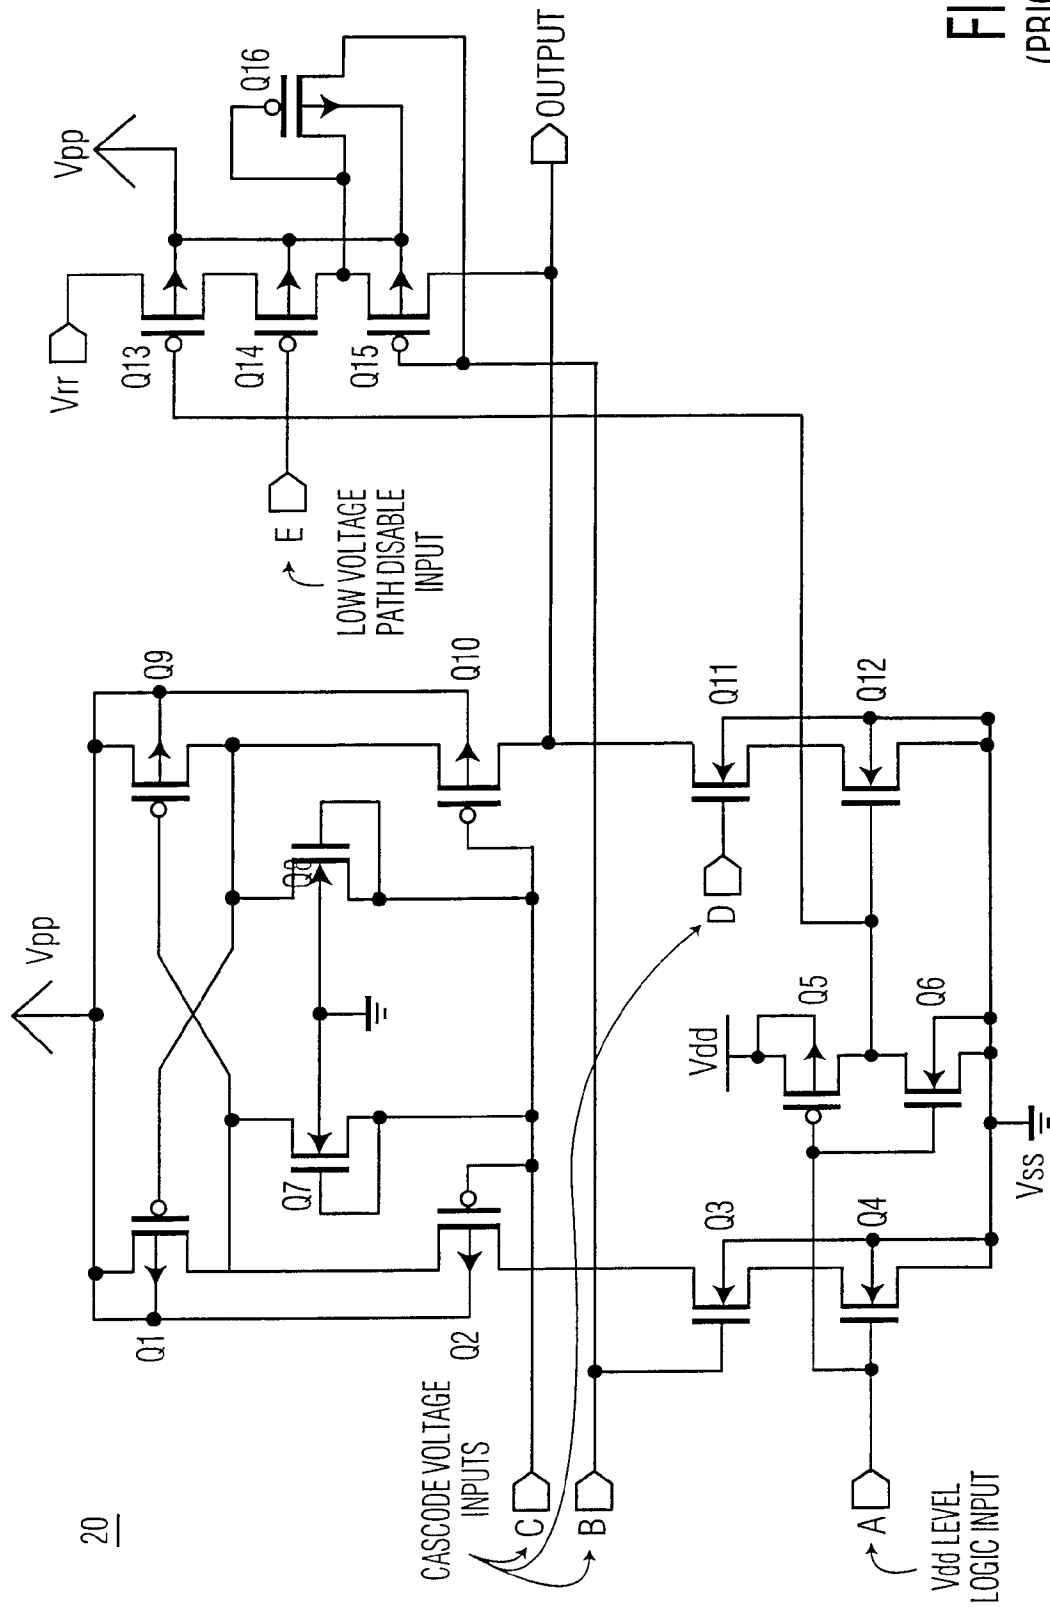 20
Vpp
Vpp
Vrr
Q1
Q9
Q13
Q16
Q7
Q8
E
Q14
LOW VOLTAGE
PATH DISABLE
INPUT
Q15
Q2
Q10
CASCODE VOLTAGE
INPUTS
C
B
OUTPUT
Q3
Vdd
D
Q11
Q5
A
Q4
Q6
Q12
Vdd LEVEL
LOGIC INPUT
Vss